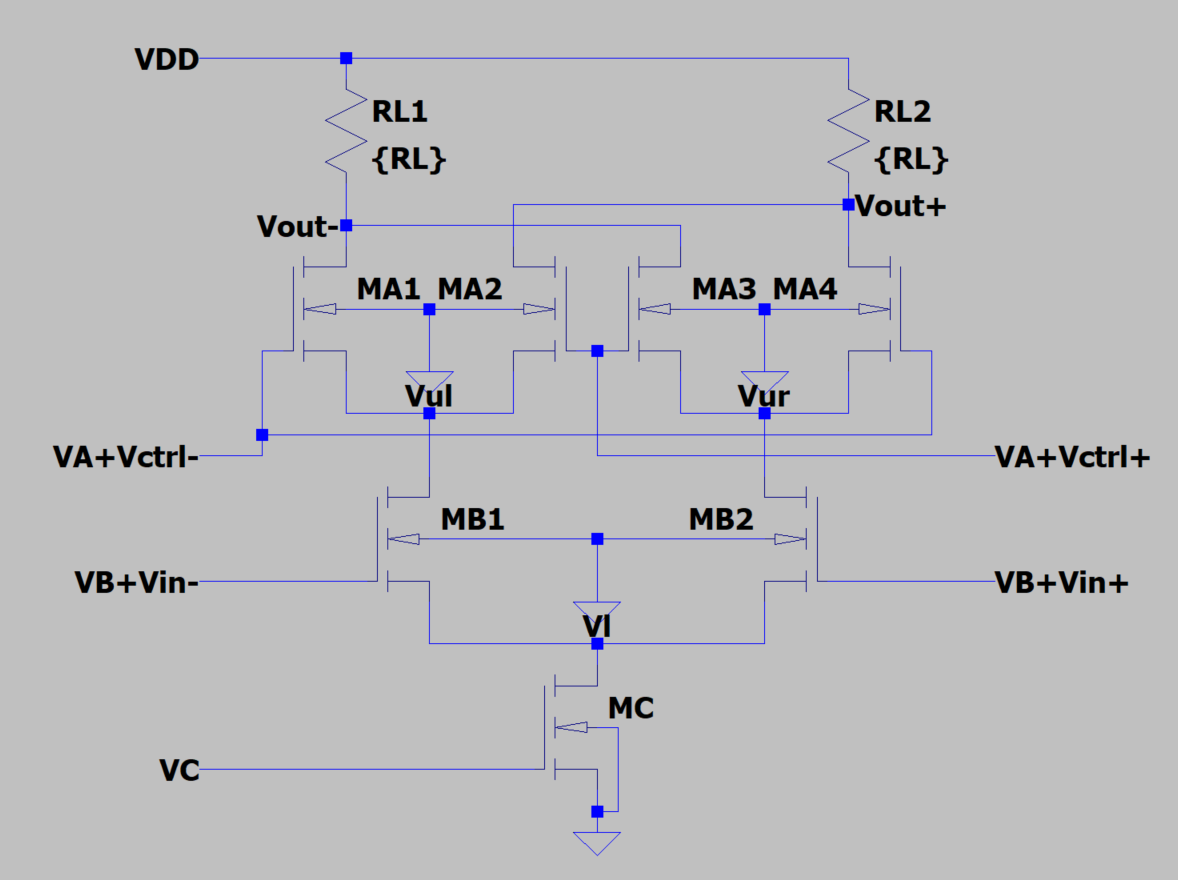 VDD
RL1
{RL}
RL2
{RL}
Vout-
Vout+
MA1
MA2
MA3
MA4
Vul
Vur
VA+Vctrl-
VA+Vctrl+
MB1
MB2
VB+Vin-
VB+Vin+
Vl
MC
VC